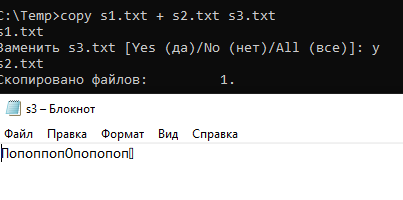 C:\Temp>copy s1.txt + s2.txt s3.txt
s1.txt
Заменить s3.txt [Yes (да)/No (нет)/All (все)]: y
s2.txt
Скопировано файлов:         1.
s3 – Блокнот
Файл Правка Формат Вид Справка
ПопоппопОпопопоп▯